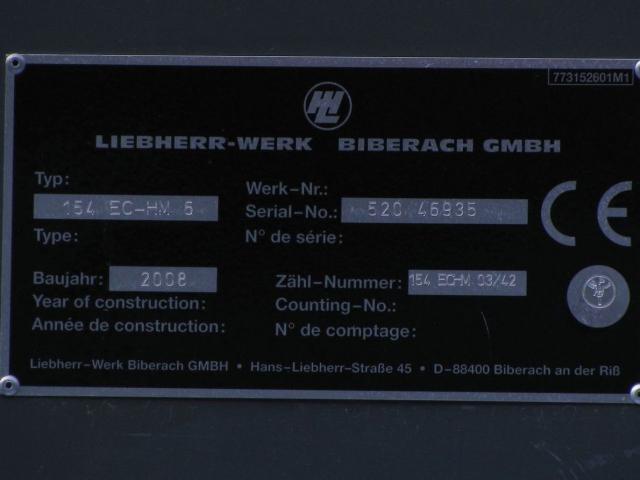 773152601M1
LIEBHERR-WERK BIBERACH GMBH
Typ:
154 EC-HM 6
Type:
Werk-Nr.:
Serial-No.: 520 46935
N° de série:
CE
Baujahr: 2008
Year of construction:
Année de construction:
Zähl-Nummer: 154 ECHM 03/42
Counting-No.:
N° de comptage:
Liebherr-Werk Biberach GMBH • Hans-Liebherr-Straße 45 • D-88400 Biberach an der Riß